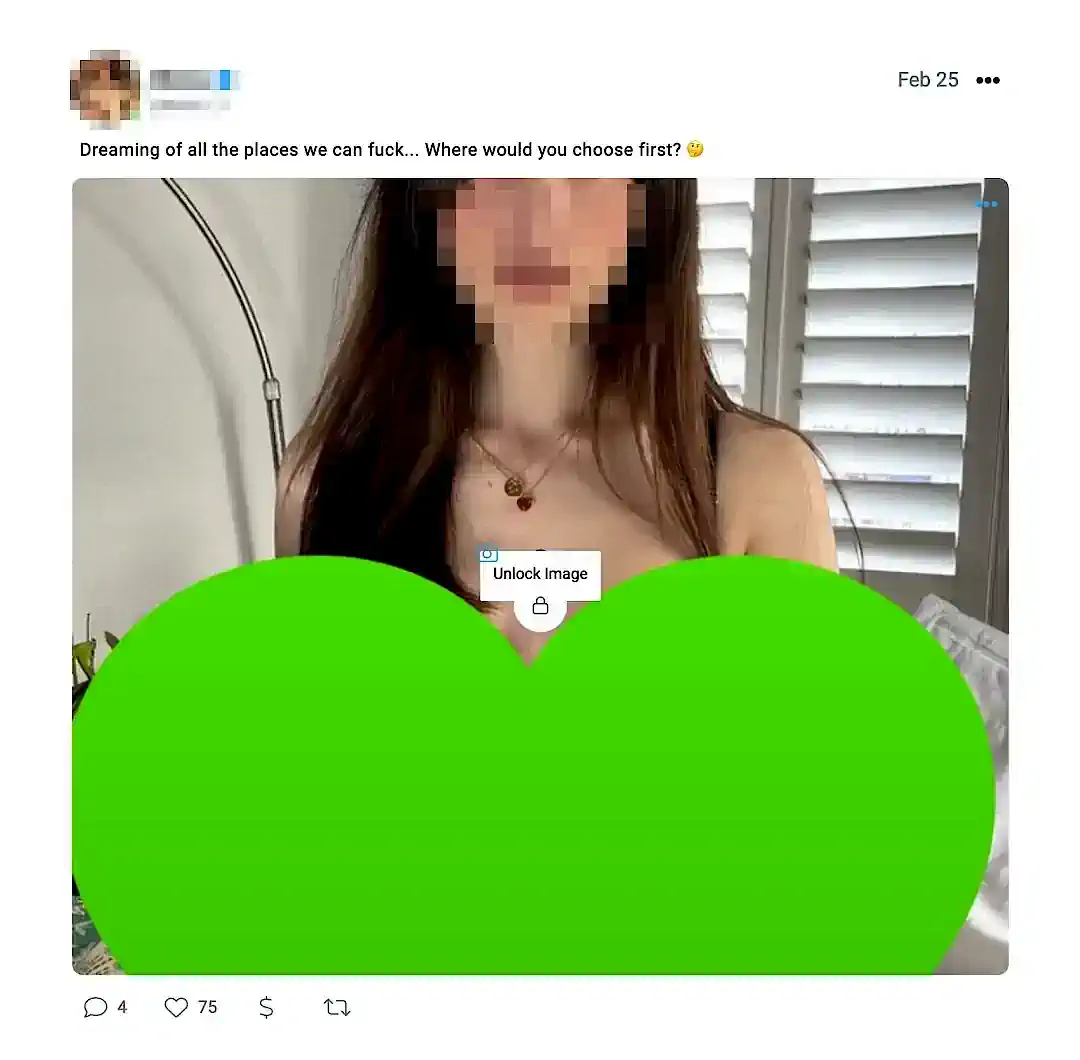 Feb 25
Dreaming of all the places we can fuck... Where would you choose first? 🤔
Unlock Image
4
75
$